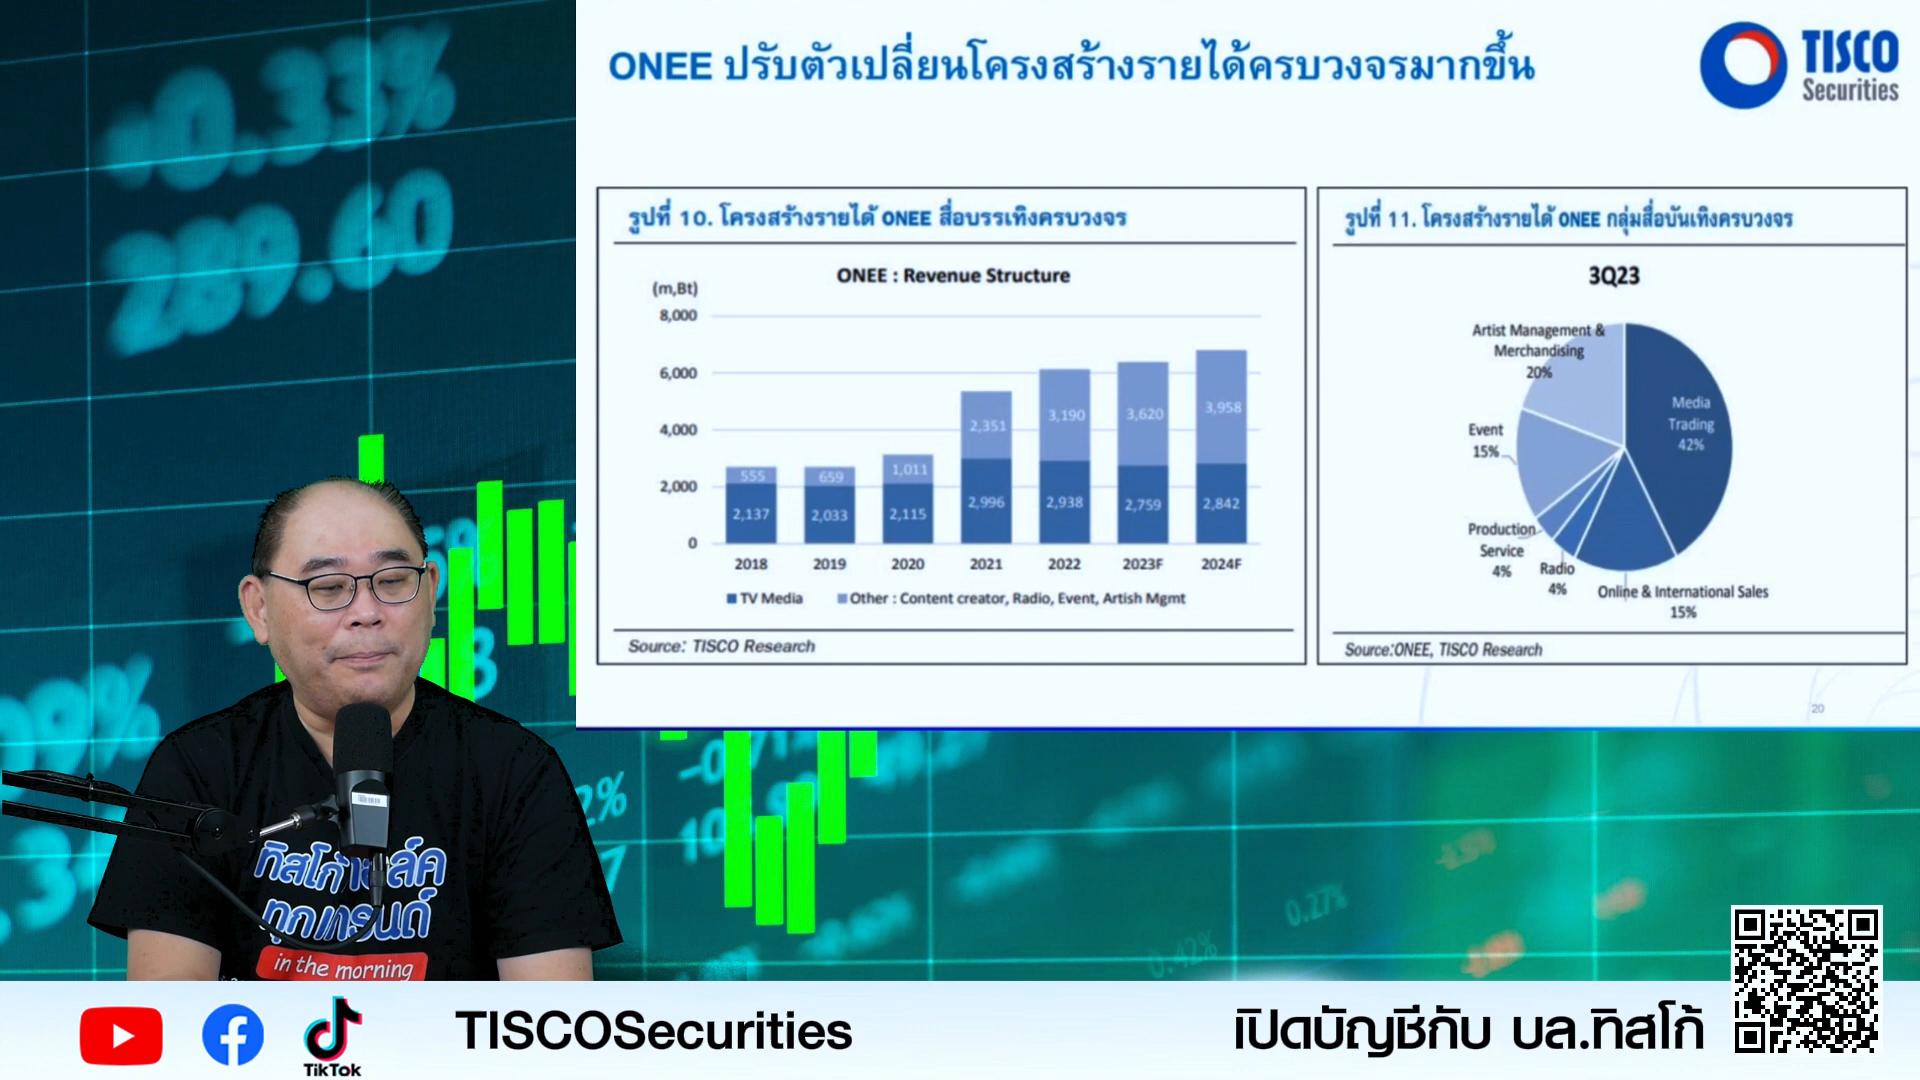 ONEE ปรับตัวเปลี่ยนโครงสร้างรายได้ครบวงจรมากขึ้น
TISCO
Securities
รูปที่ 10. โครงสร้างรายได้ ONEE สื่อบรรเทิงครบวงจร
ONEE : Revenue Structure
(m,Bt)
8,000
6,000
4,000
2,000
0
555
659
1,011
2,351
3,190
3,620
3,958
2,137
2,033
2,115
2,996
2,938
2,759
2,842
2018
2019
2020
2021
2022
2023F
2024F
TV Media
Other : Content creator, Radio, Event, Artish Mgmt
Source: TISCO Research
รูปที่ 11. โครงสร้างรายได้ ONEE กลุ่มสื่อบันเทิงครบวงจร
3Q23
Artist Management &
Merchandising
20%
Media
Trading
42%
Event
15%
Production
Service
4%
Radio
4%
Online & International Sales
15%
Source:ONEE, TISCO Research
20
0.33%
289.60
0.27%
0.42%
in the morning
TikTok
TISCOSecurities
เปิดบัญชีกับ บล.ทิสโก้